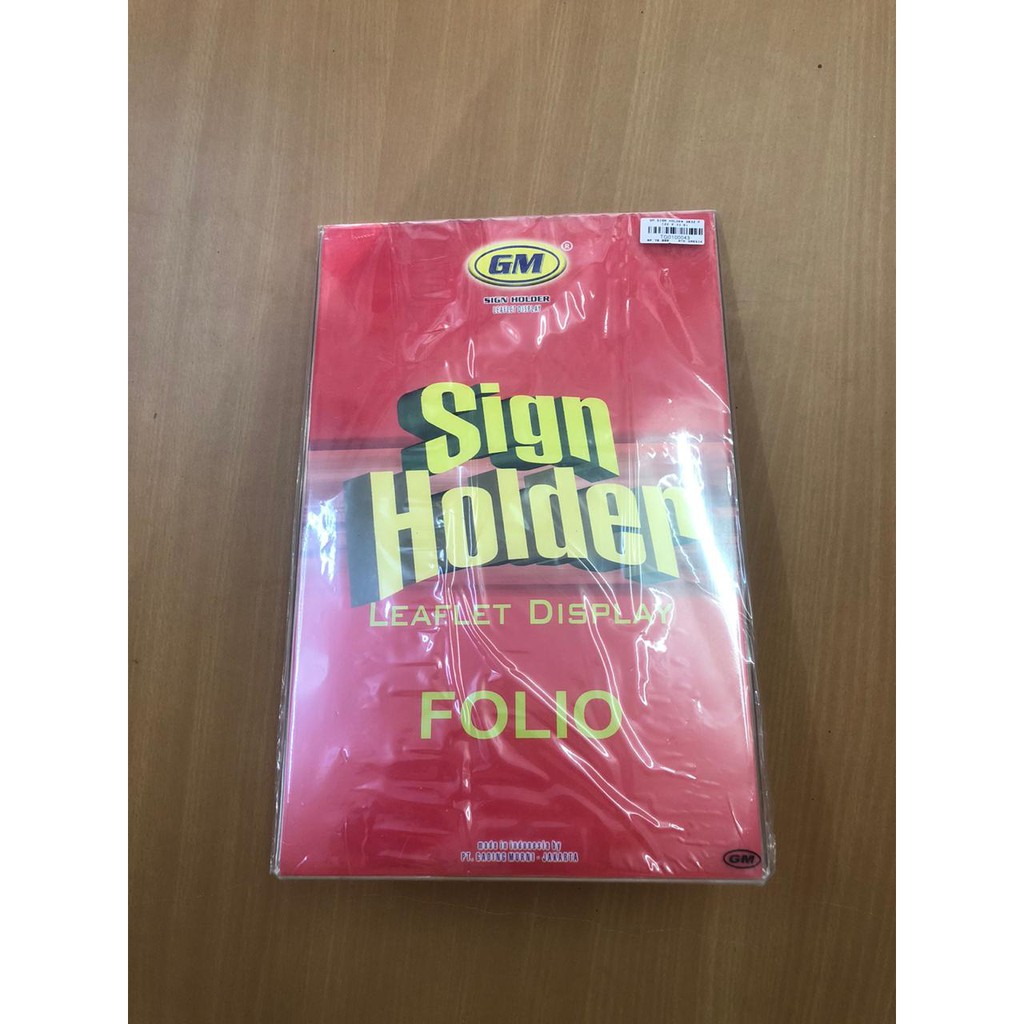 GM
®
SIGN HOLDER
LEAFLET DISPLAY
Sign
Holder
LEAFLET DISPLAY
FOLIO
made in indonesia by
PT. GADING MURNI - JAKARTA
GM